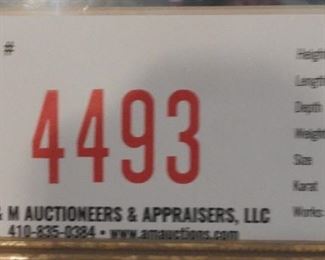 #
4493
& M AUCTIONEERS & APPRAISERS, LLC
410-835-0384 • www.amauctions.com
Height
Length
Depth
Weight
Size
Karat
Works: